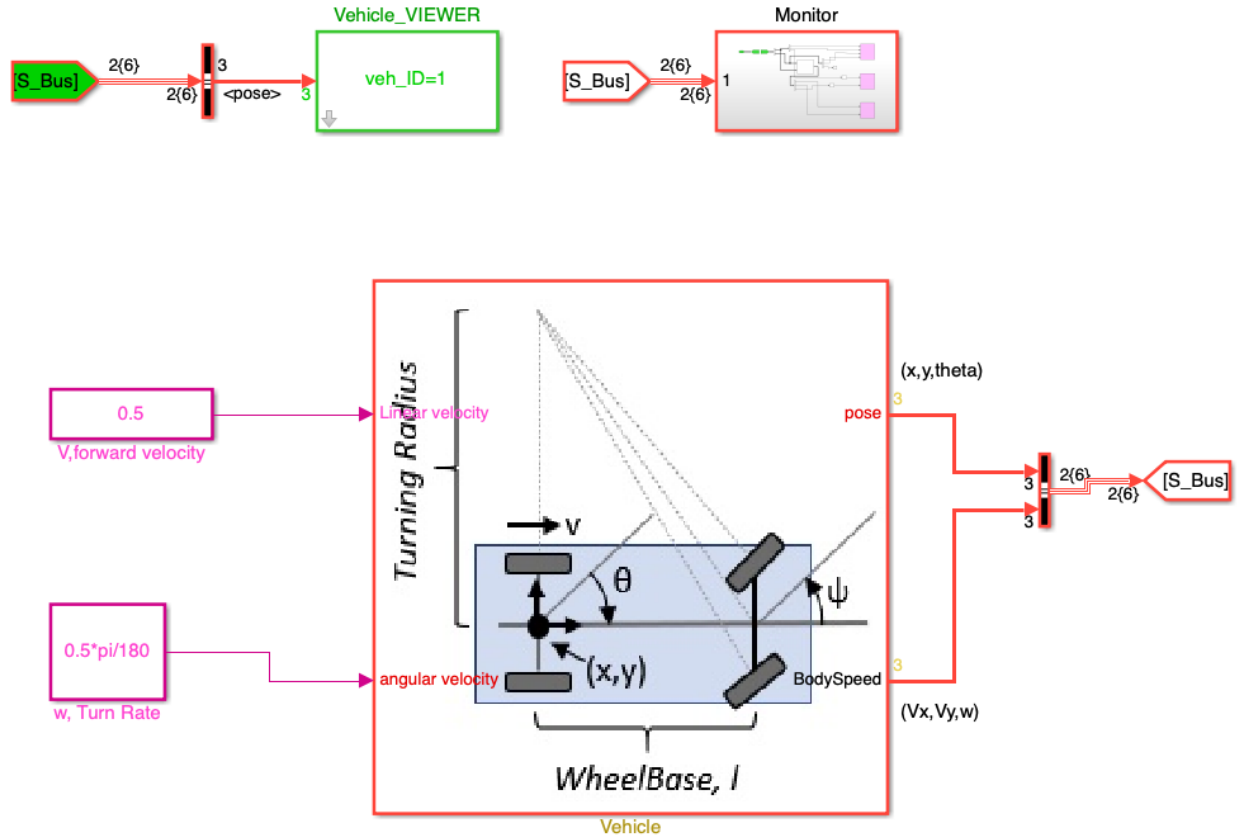 Vehicle_VIEWER
Monitor
[S_Bus]
2{6}
2{6}
3
<pose>
3
veh_ID=1
[S_Bus]
2{6}
2{6}
1
(x,y,theta)
3
0.5
Linear velocity
pose
V,forward velocity
Turning Radius
3
2{6}
2{6}
[S_Bus]
3
v
θ
ψ
0.5*pi/180
3
angular velocity
(x,y)
BodySpeed
w, Turn Rate
(Vx,Vy,w)
WheelBase, l
Vehicle